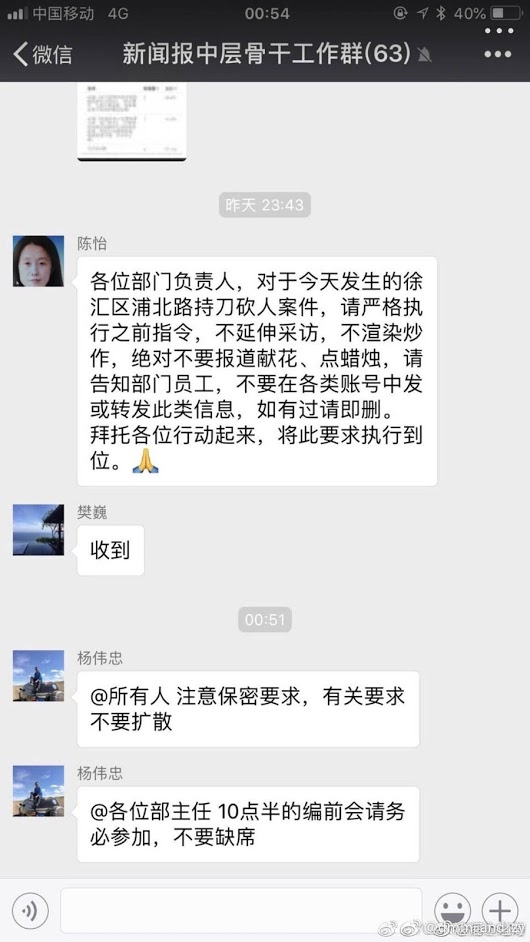 中国移动 4G 00:54 40%
微信 新闻报中层骨干工作群(63)
昨天 23:43
陈怡
各位部门负责人，对于今天发生的徐
汇区浦北路持刀砍人案件，请严格执
行之前指令，不延伸采访，不渲染炒
作，绝对不要报道献花、点蜡烛，请
告知部门员工，不要在各类账号中发
或转发此类信息，如有过请即删。
拜托各位行动起来，将此要求执行到
位。🙏
樊巍
收到
00:51
杨伟忠
@所有人 注意保密要求，有关要求
不要扩散
杨伟忠
@各位部主任 10点半的编前会请务
必参加，不要缺席